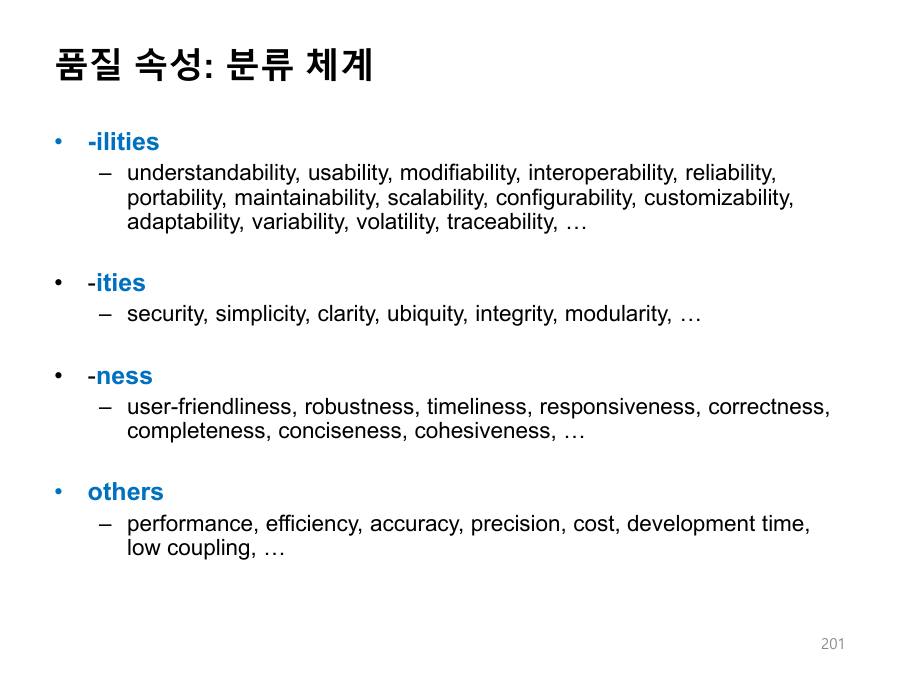 품질 속성: 분류 체계
• -ilities
– understandability, usability, modifiability, interoperability, reliability,
portability, maintainability, scalability, configurability, customizability,
adaptability, variability, volatility, traceability, …
• -ities
– security, simplicity, clarity, ubiquity, integrity, modularity, …
• -ness
– user-friendliness, robustness, timeliness, responsiveness, correctness,
completeness, conciseness, cohesiveness, …
• others
– performance, efficiency, accuracy, precision, cost, development time,
low coupling, …
201